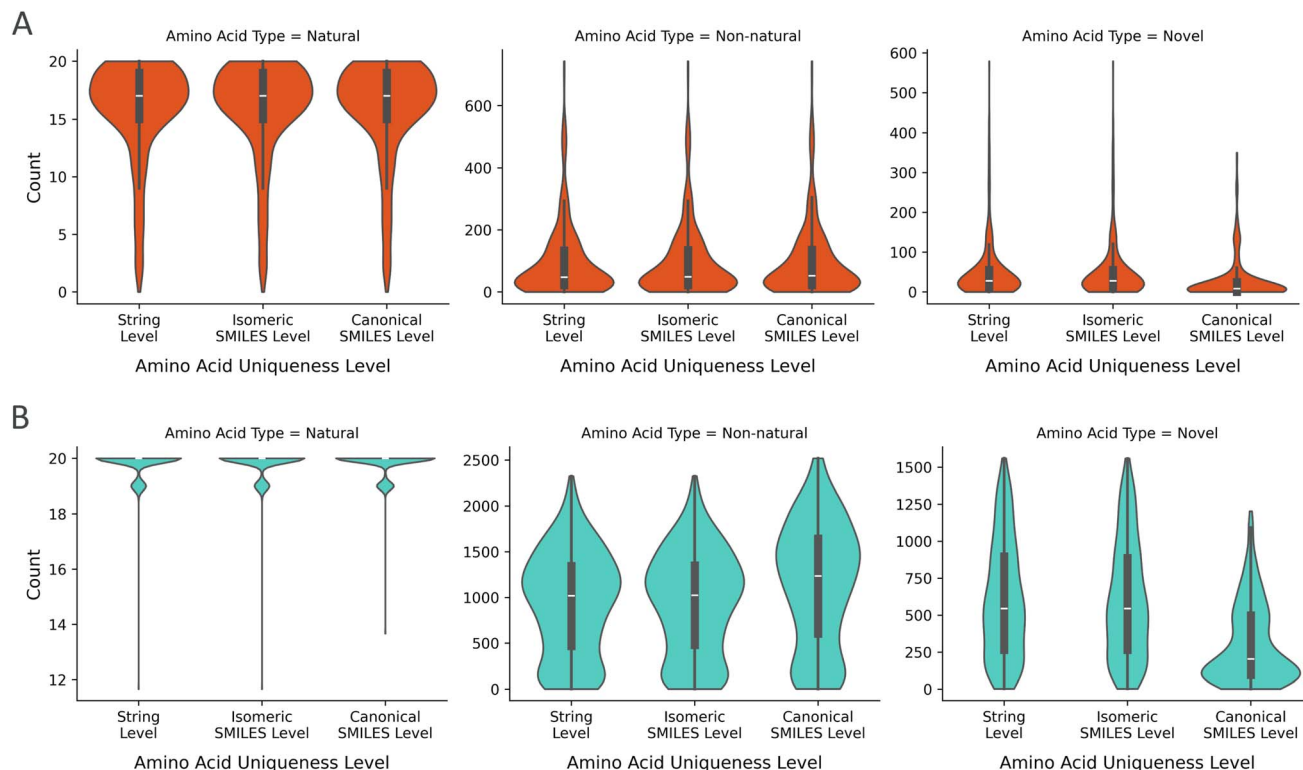 A
Amino Acid Type = Natural
Amino Acid Type = Non-natural
Amino Acid Type = Novel
Count
20
15
10
5
0
600
400
200
0
600
500
400
300
200
100
0
String Level
Isomeric SMILES Level
Canonical SMILES Level
String Level
Isomeric SMILES Level
Canonical SMILES Level
String Level
Isomeric SMILES Level
Canonical SMILES Level
Amino Acid Uniqueness Level
Amino Acid Uniqueness Level
Amino Acid Uniqueness Level
B
Amino Acid Type = Natural
Amino Acid Type = Non-natural
Amino Acid Type = Novel
Count
20
18
16
14
12
2500
2000
1500
1000
500
0
1500
1250
1000
750
500
250
0
String Level
Isomeric SMILES Level
Canonical SMILES Level
String Level
Isomeric SMILES Level
Canonical SMILES Level
String Level
Isomeric SMILES Level
Canonical SMILES Level
Amino Acid Uniqueness Level
Amino Acid Uniqueness Level
Amino Acid Uniqueness Level